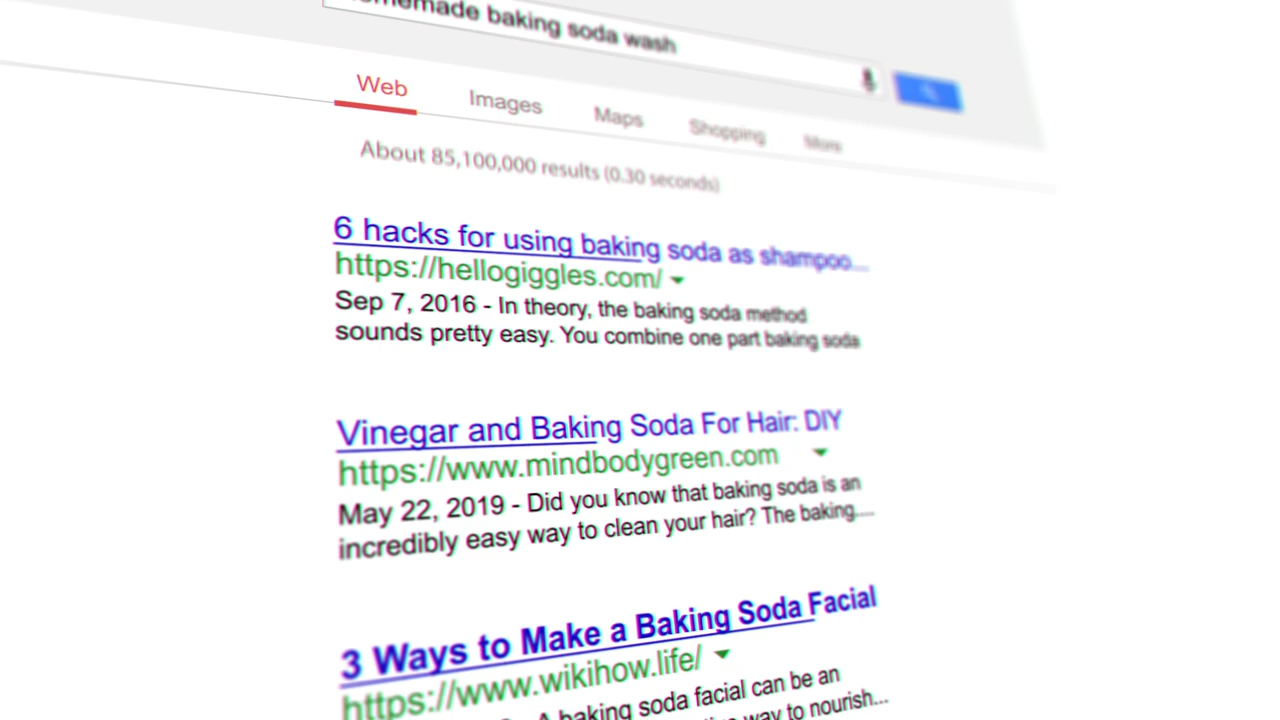 homemade baking soda wash
Web Images Maps Shopping More
About 85,100,000 results (0.30 seconds)
6 hacks for using baking soda as shampoo...
https://hellogiggles.com/
Sep 7, 2016 - In theory, the baking soda method
sounds pretty easy. You combine one part baking soda
Vinegar and Baking Soda For Hair: DIY
https://www.mindbodygreen.com
May 22, 2019 - Did you know that baking soda is an
incredibly easy way to clean your hair? The baking....
3 Ways to Make a Baking Soda Facial
https://www.wikihow.life/
A baking soda facial can be an
way to nourish...